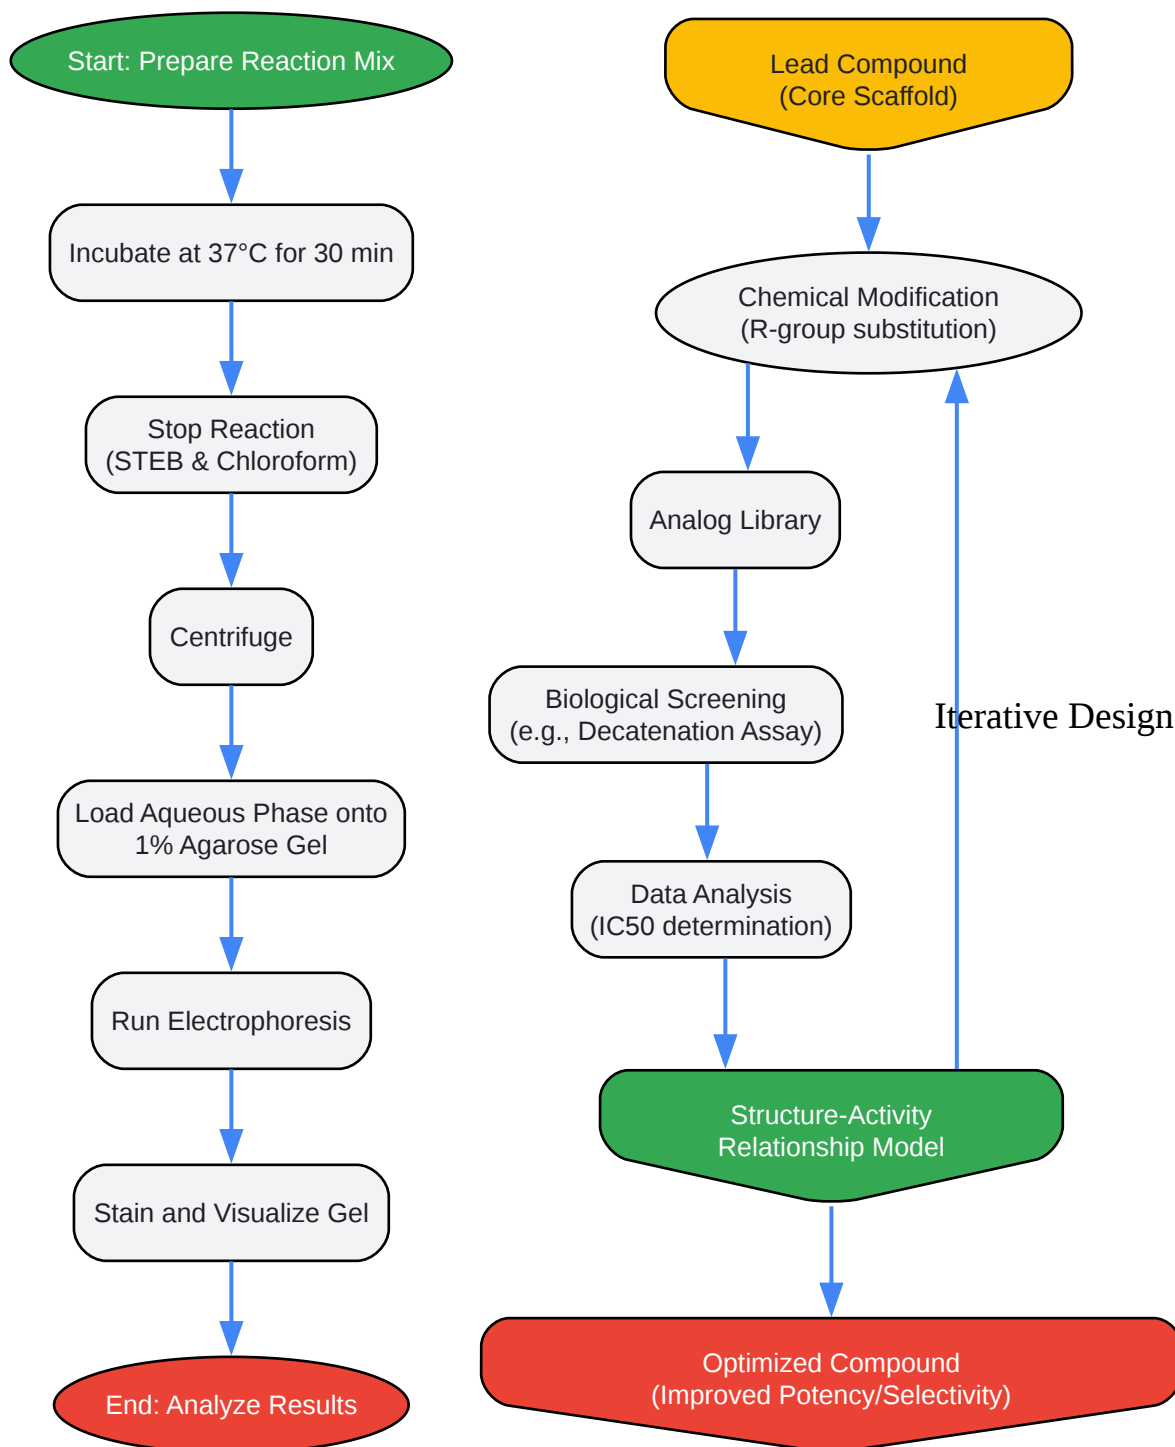 Start: Prepare Reaction Mix
Incubate at 37°C for 30 min
Stop Reaction
(STEB & Chloroform)
Centrifuge
Load Aqueous Phase onto
1% Agarose Gel
Run Electrophoresis
Stain and Visualize Gel
End: Analyze Results
Lead Compound
(Core Scaffold)
Chemical Modification
(R-group substitution)
Analog Library
Biological Screening
(e.g., Decatenation Assay)
Iterative Design
Data Analysis
(IC50 determination)
Structure-Activity
Relationship Model
Optimized Compound
(Improved Potency/Selectivity)